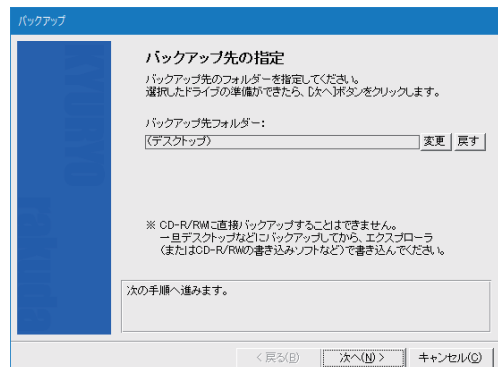 バックアップ
バックアップ先の指定
バックアップ先のフォルダーを指定してください。
選択したドライブの準備ができたら、[次へ]ボタンをクリックします。
バックアップ先フォルダー：
(デスクトップ) 変更 戻す
※ CD-R/RWに直接バックアップすることはできません。
一旦デスクトップなどにバックアップしてから、エクスプローラ
(またはCD-R/RWの書き込みソフトなど)で書き込んでください。
次の手順へ進みます。
< 戻る(B) 次へ(N) > キャンセル(C)